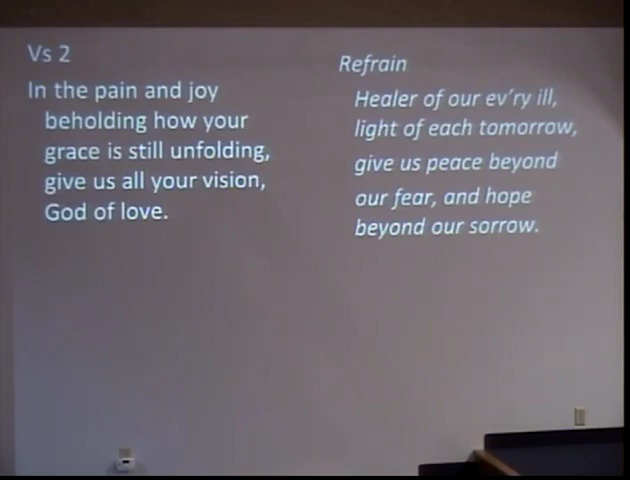 Vs 2
In the pain and joy
beholding how your
grace is still unfolding,
give us all your vision,
God of love.
Refrain
Healer of our ev'ry ill,
light of each tomorrow,
give us peace beyond
our fear, and hope
beyond our sorrow.